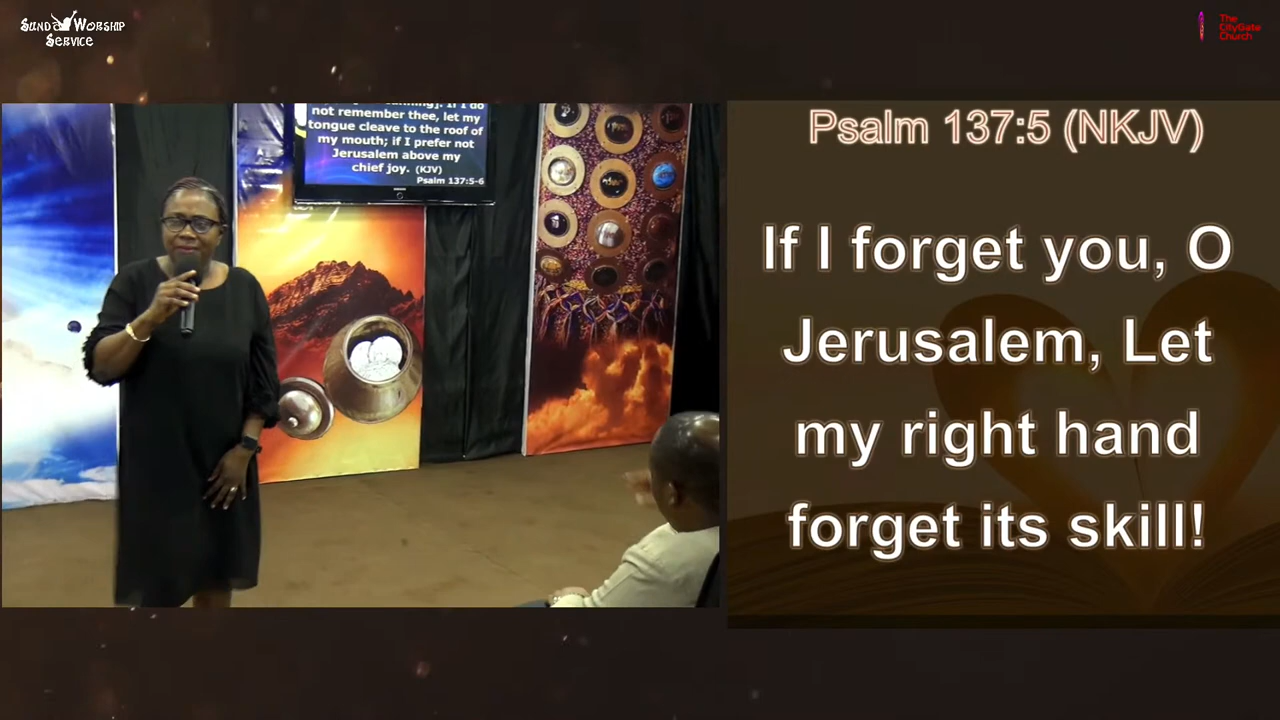 Sunday Worship
Service
The
CityGate
Church
not remember thee, let my
tongue cleave to the roof of
my mouth; if I prefer not
Jerusalem above my
chief joy. (KJV)
Psalm 137:5-6
Psalm 137:5 (NKJV)
If I forget you, O
Jerusalem, Let
my right hand
forget its skill!